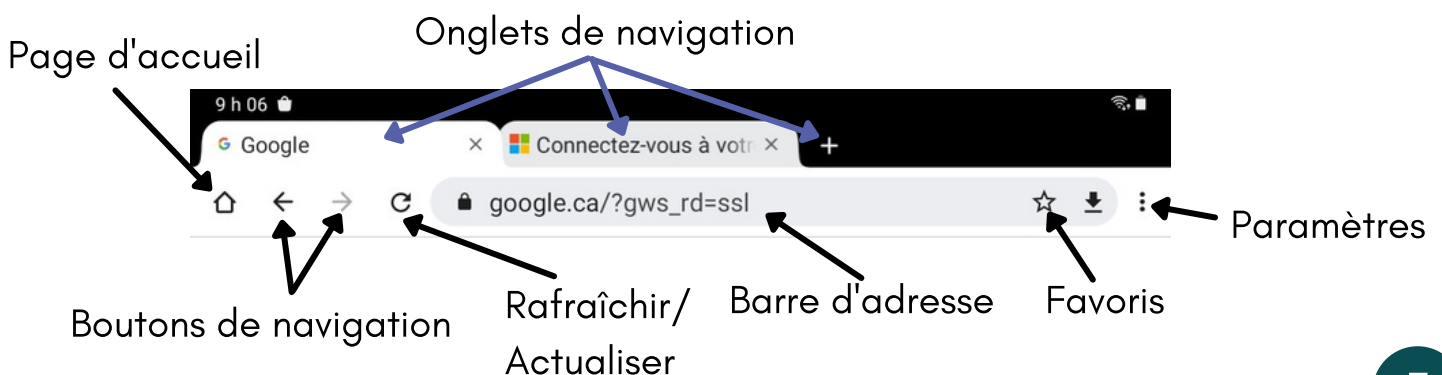 Onglets de navigation
Page d'accueil
9 h 06
Google
Connectez-vous à votr
google.ca/?gws_rd=ssl
Paramètres
Boutons de navigation
Rafraîchir/
Actualiser
Barre d'adresse
Favoris